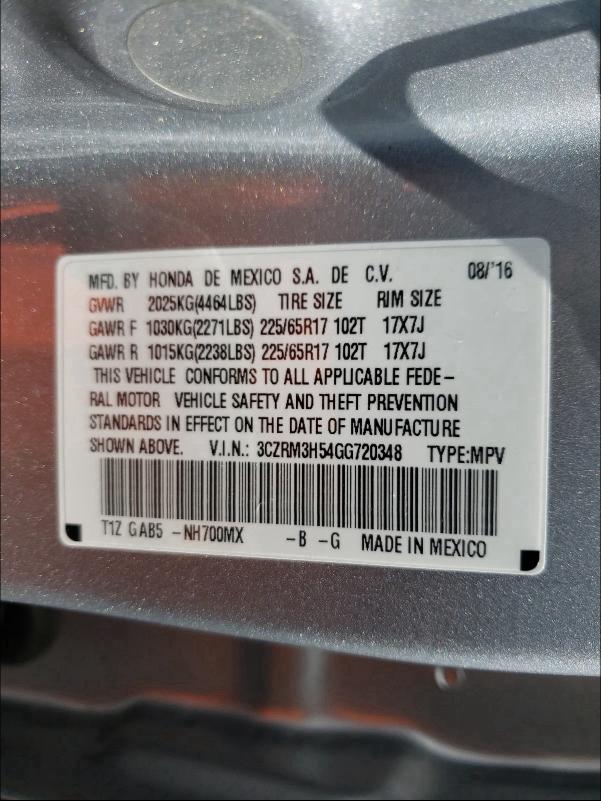 MFD. BY HONDA DE MEXICO S.A. DE C.V. 08/'16
GVWR 2025KG(4464LBS) TIRE SIZE RIM SIZE
GAWR F 1030KG(2271LBS) 225/65R17 102T 17X7J
GAWR R 1015KG(2238LBS) 225/65R17 102T 17X7J
THIS VEHICLE CONFORMS TO ALL APPLICABLE FEDE-
RAL MOTOR VEHICLE SAFETY AND THEFT PREVENTION
STANDARDS IN EFFECT ON THE DATE OF MANUFACTURE
SHOWN ABOVE. V.I.N.: 3CZRM3H54GG720348 TYPE:MPV
T1Z GAB5 -NH700MX -B -G MADE IN MEXICO